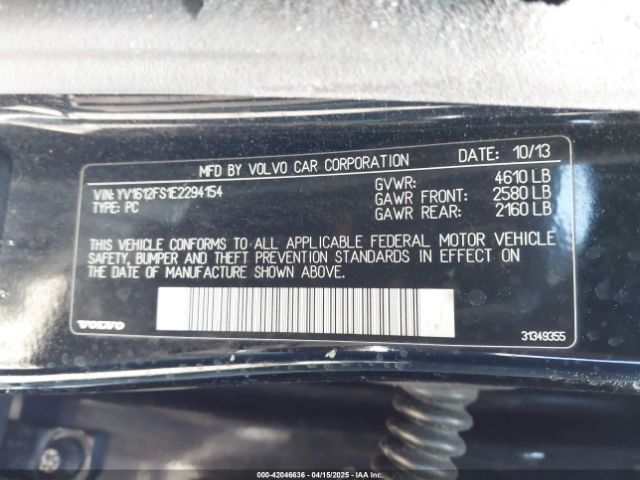 MFD BY VOLVO CAR CORPORATION DATE: 10/13
VIN: YV1612FS1E2294154 GVWR: 4610 LB
TYPE: PC GAWR FRONT: 2580 LB
GAWR REAR: 2160 LB
THIS VEHICLE CONFORMS TO ALL APPLICABLE FEDERAL MOTOR VEHICLE
SAFETY, BUMPER AND THEFT PREVENTION STANDARDS IN EFFECT ON
THE DATE OF MANUFACTURE SHOWN ABOVE.
VOLVO 31349355
000-42046636 - 04/15/2025 - IAA Inc.